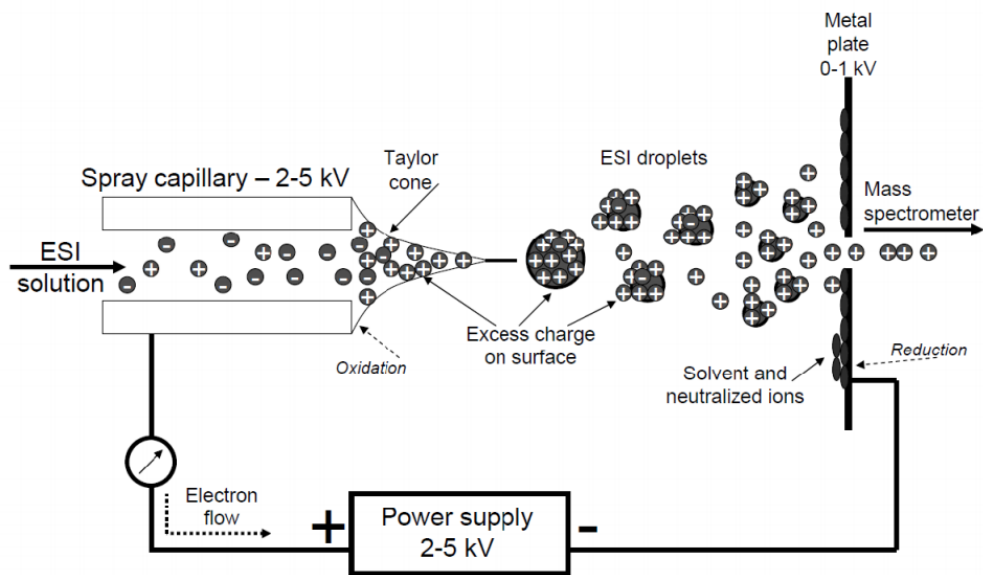 Metal
plate
0-1 kV
Taylor
cone
ESI droplets
Spray capillary – 2-5 kV
Mass
spectrometer
ESI
solution
Excess charge
on surface
Oxidation
Reduction
Solvent and
neutralized ions
Electron
flow
+
Power supply
2-5 kV
-